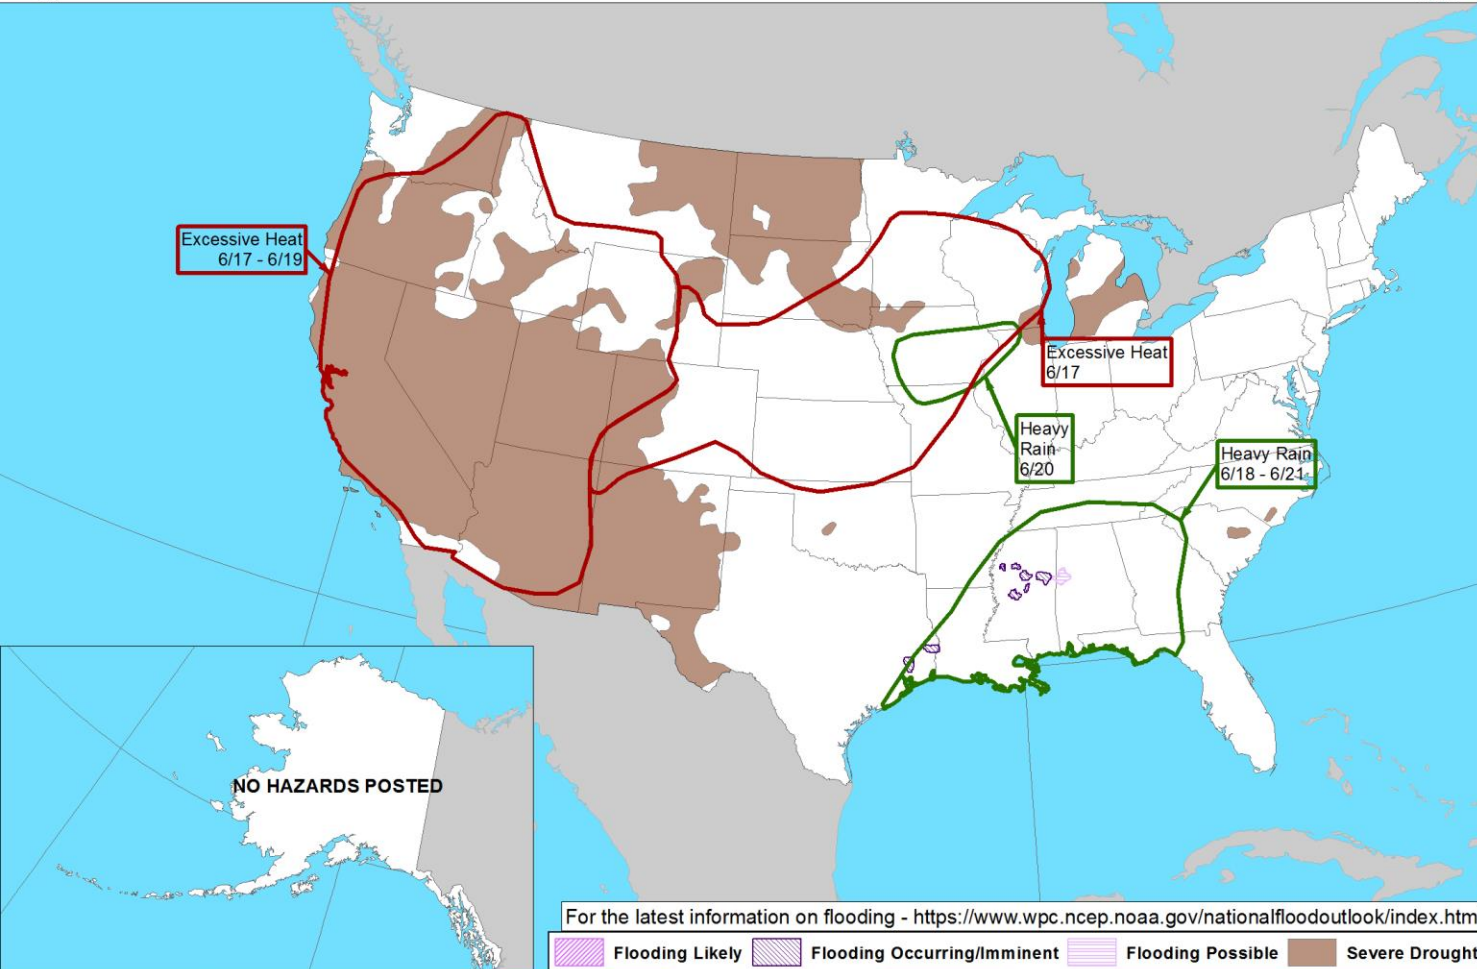 Excessive Heat
6/17 - 6/19
Excessive Heat
6/17
Heavy
Rain
6/20
Heavy Rain
6/18 - 6/21
NO HAZARDS POSTED
For the latest information on flooding - https://www.wpc.ncep.noaa.gov/nationalfloodoutlook/index.htm
Flooding Likely
Flooding Occurring/Imminent
Flooding Possible
Severe Drought